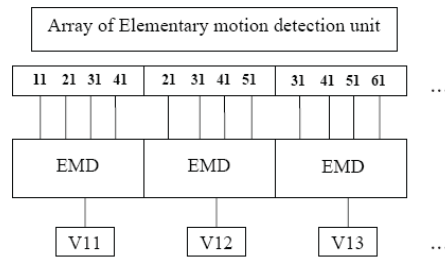 Array of Elementary motion detection unit
11 21 31 41 21 31 41 51 31 41 51 61 ...
EMD EMD EMD
V11 V12 V13 ...